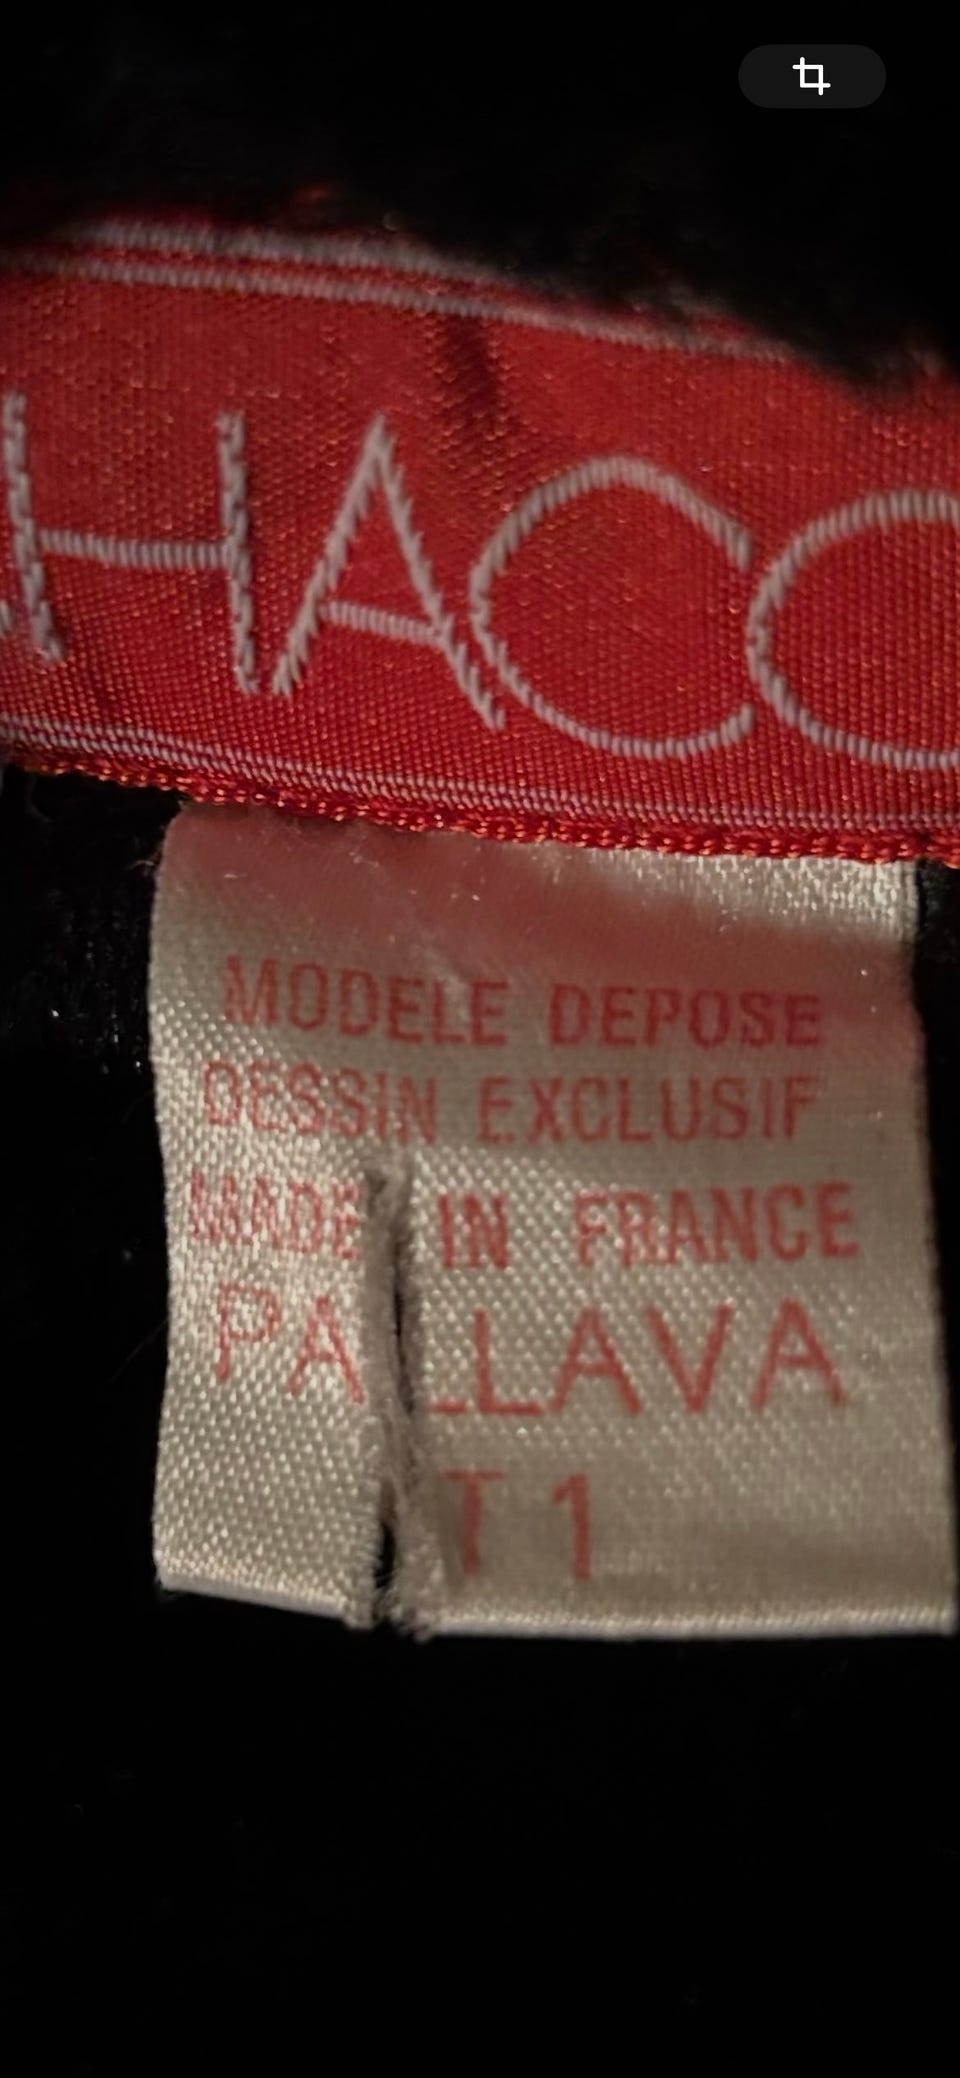 HACC
MODELE DEPOSE
DESSIN EXCLUSIF
MADE IN FRANCE
PALLAVA
T1